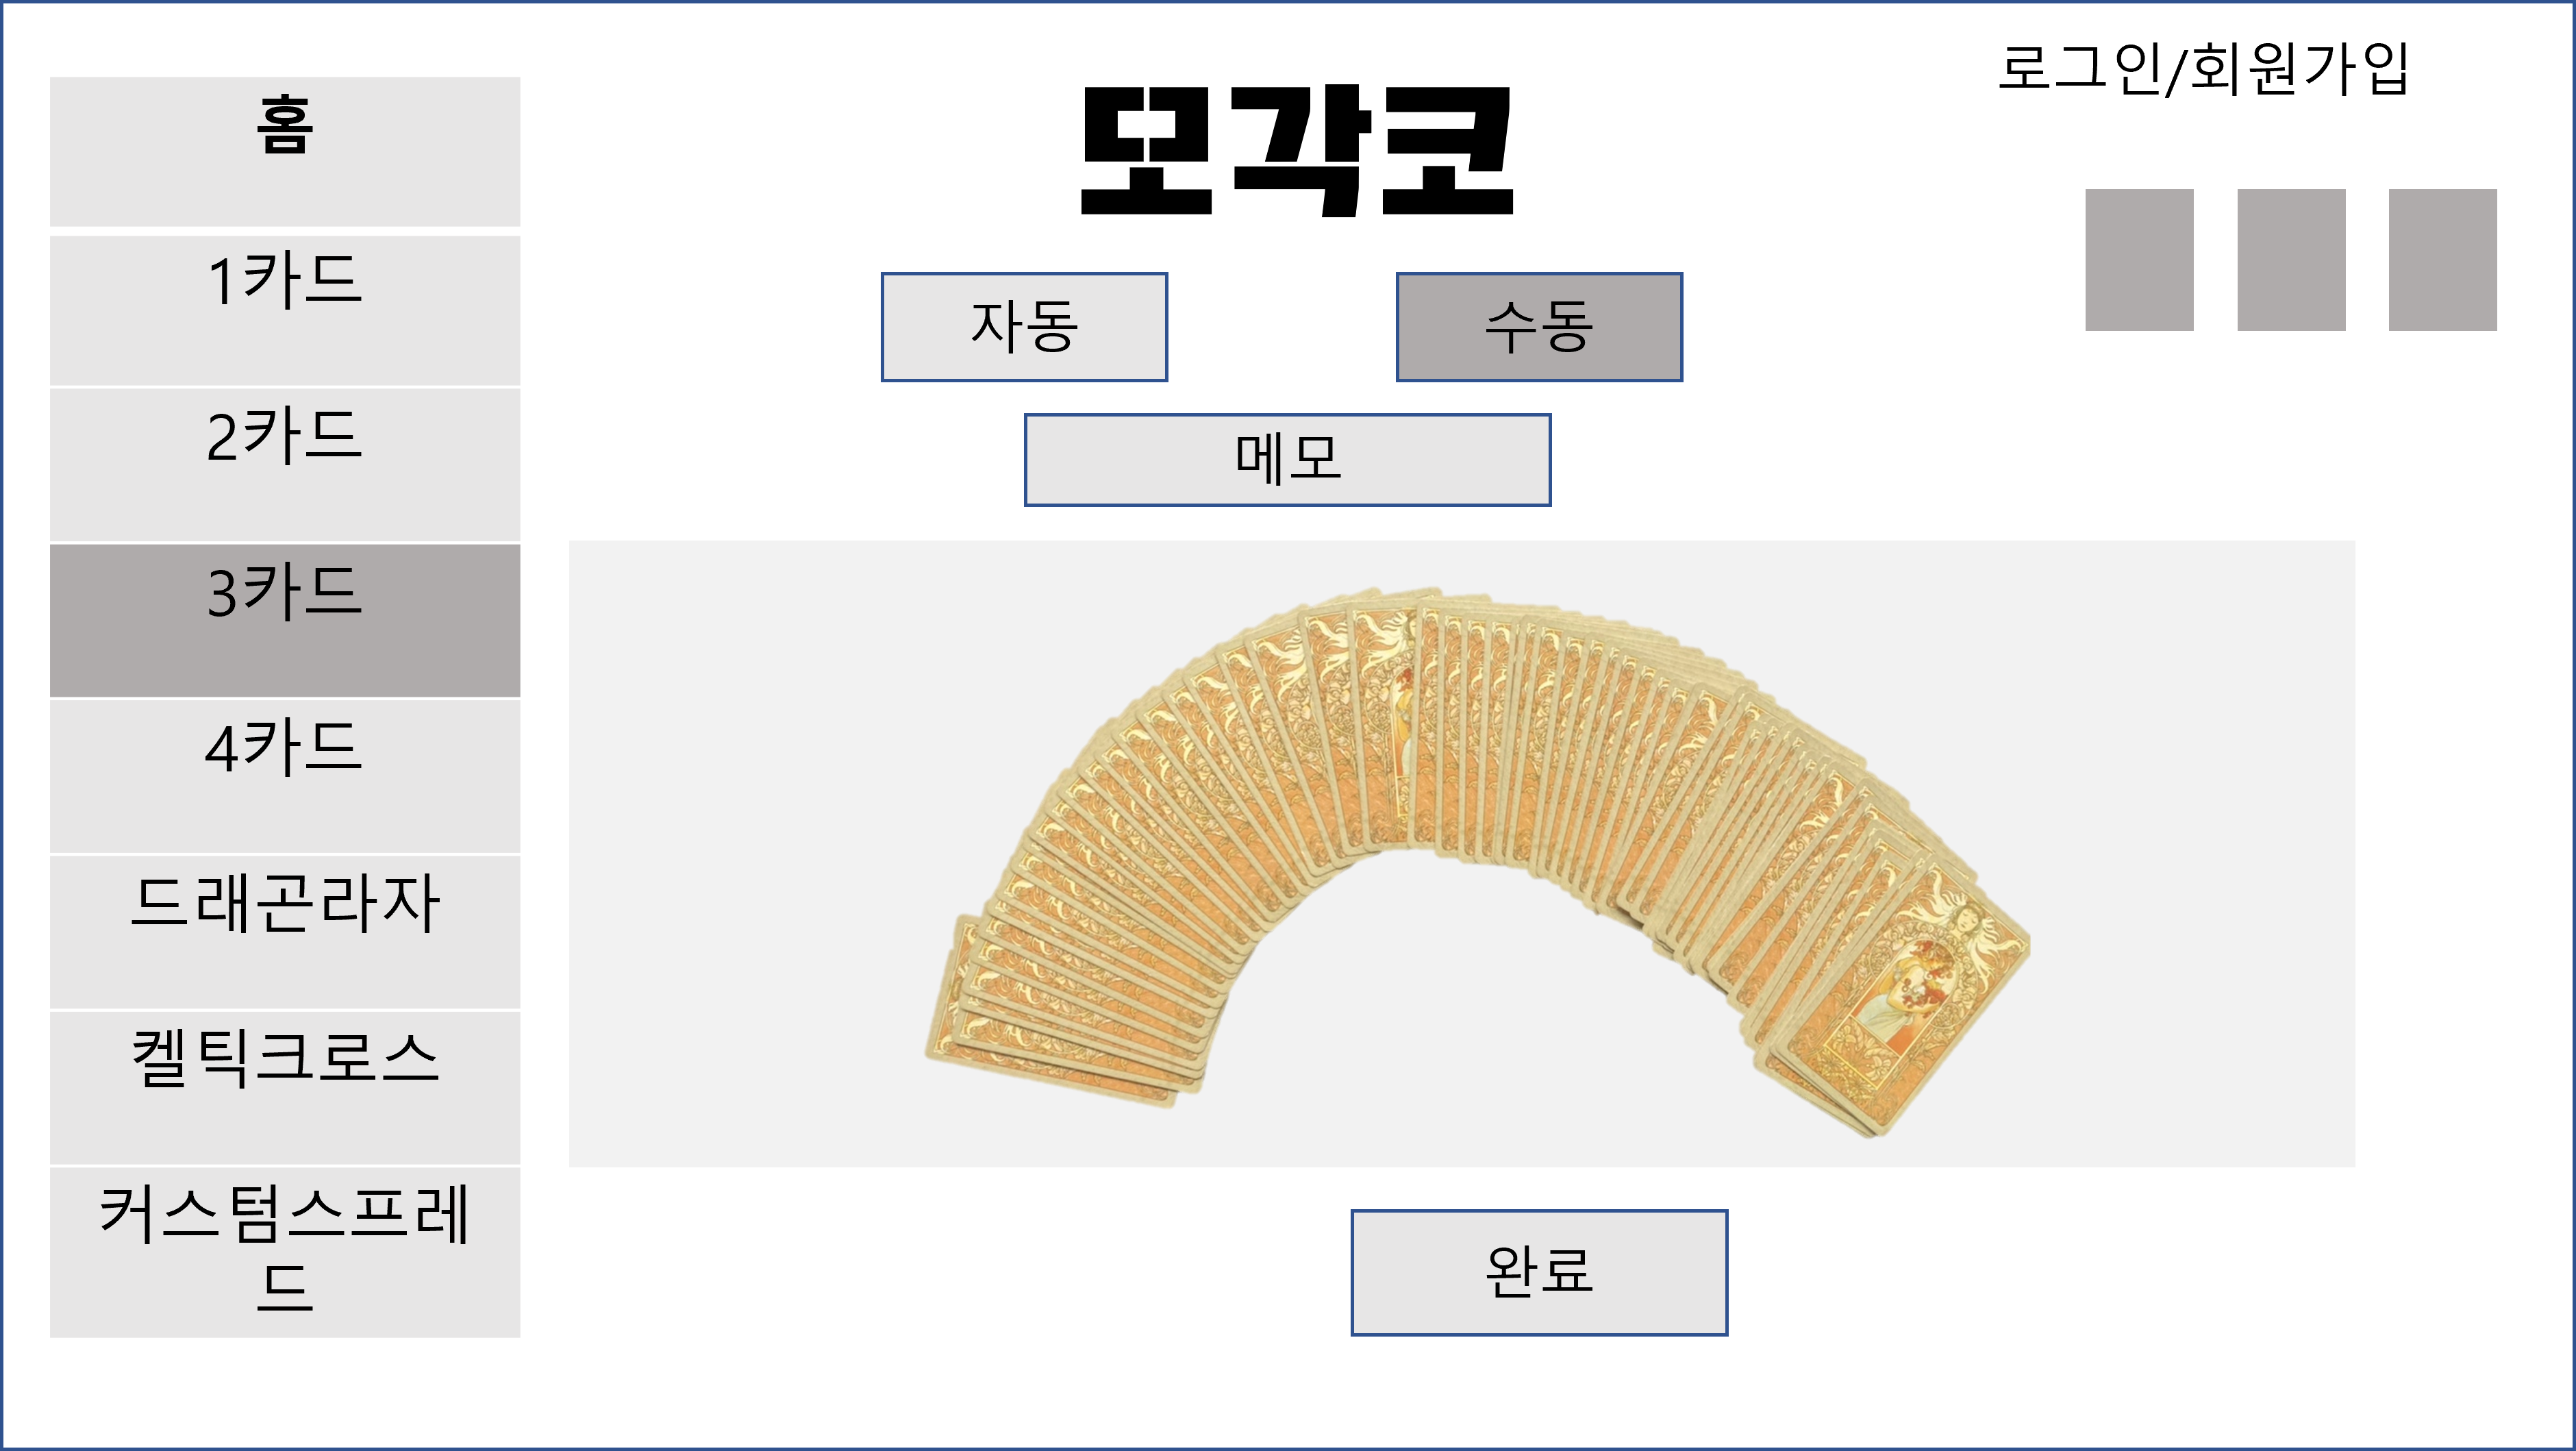 로그인/회원가입
모각코
홈
1카드
2카드
3카드
4카드
드래곤라자
켈틱크로스
커스텀스프레
드
자동
수동
메모
완료